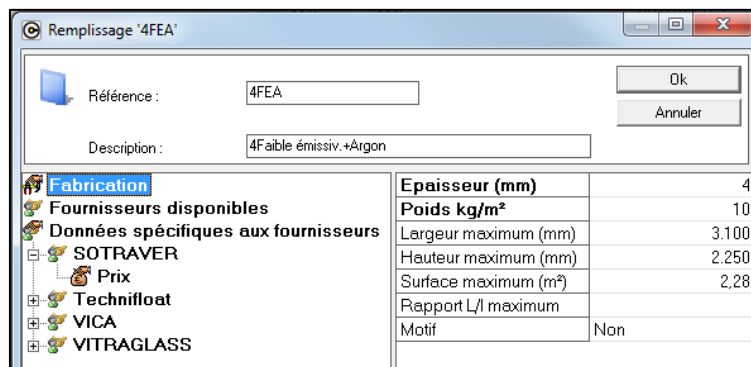 Remplissage '4FEA'
Référence :
4FEA
Ok
Annuler
Description :
4Faible émissiv.+Argon
Fabrication
Fournisseurs disponibles
Données spécifiques aux fournisseurs
SOTRAVER
Prix
Technifloat
VICA
VITRAGLASS
Epaisseur (mm) 4
Poids kg/m² 10
Largeur maximum (mm) 3.100
Hauteur maximum (mm) 2.250
Surface maximum (m²) 2,28
Rapport L/l maximum
Motif Non